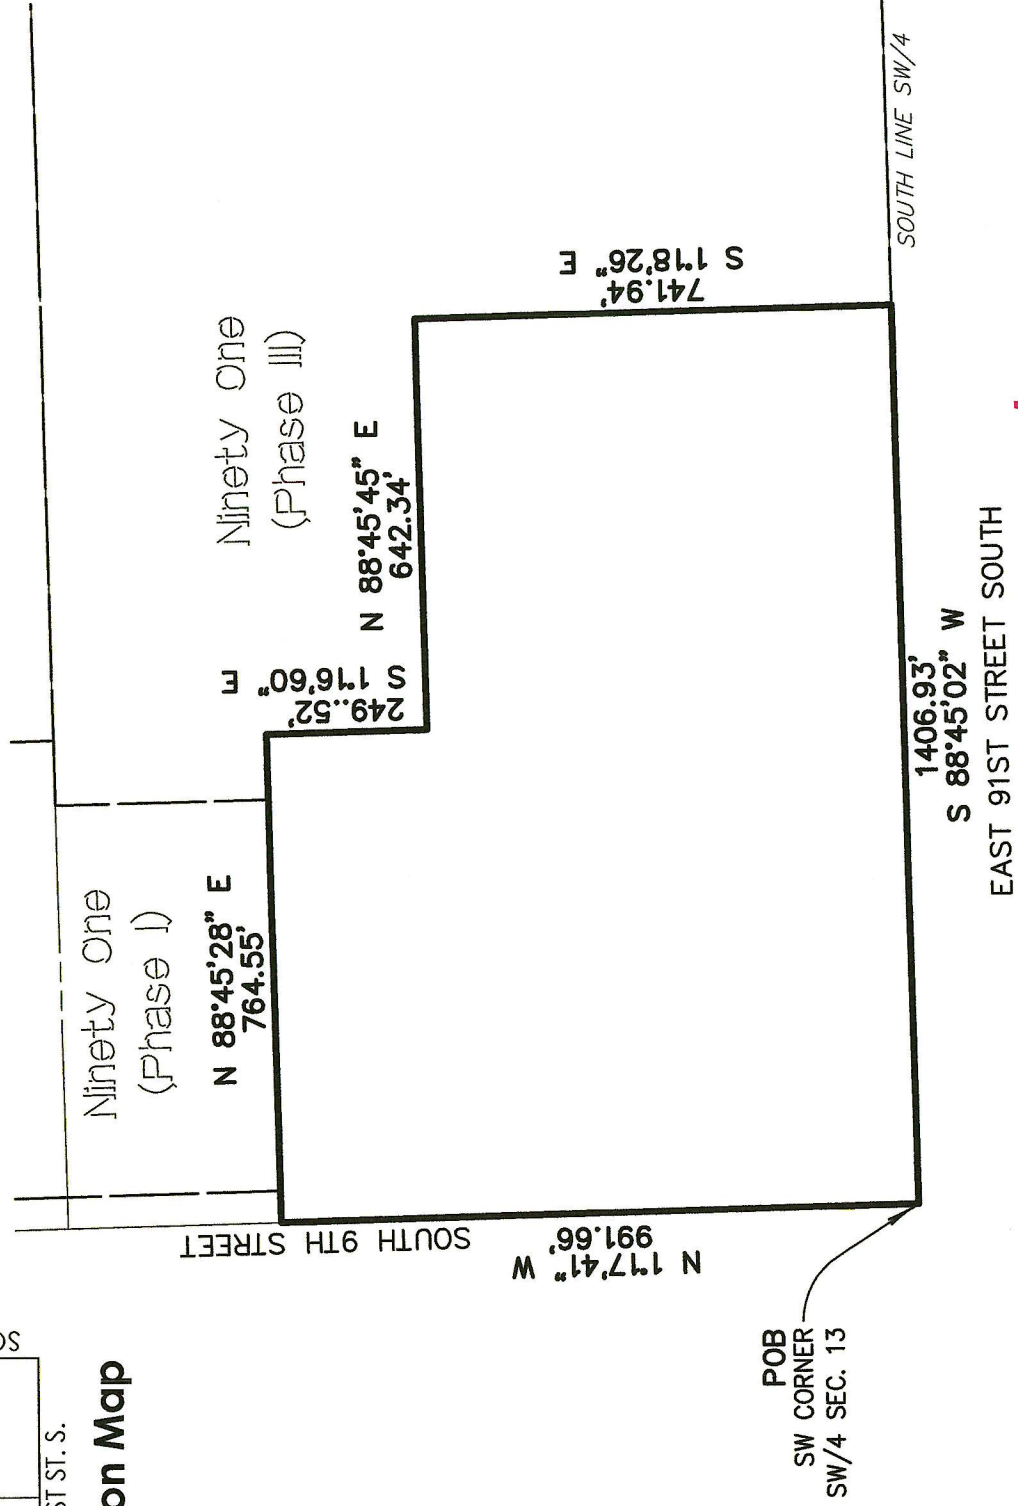 Ninety One
(Phase I)
N 88°45'28" E
764.55'
Ninety One
(Phase III)
S 1°16'60" E
249..52'
N 88°45'45" E
642.34'
S 1°18'26" E
741.94'
SOUTH 9TH STREET
N 1°17'41" W
991.66'
POB
SW CORNER
SW/4 SEC. 13
1406.93'
S 88°45'02" W
EAST 91ST STREET SOUTH
SOUTH LINE SW/4
SO
ST ST. S.
on Map